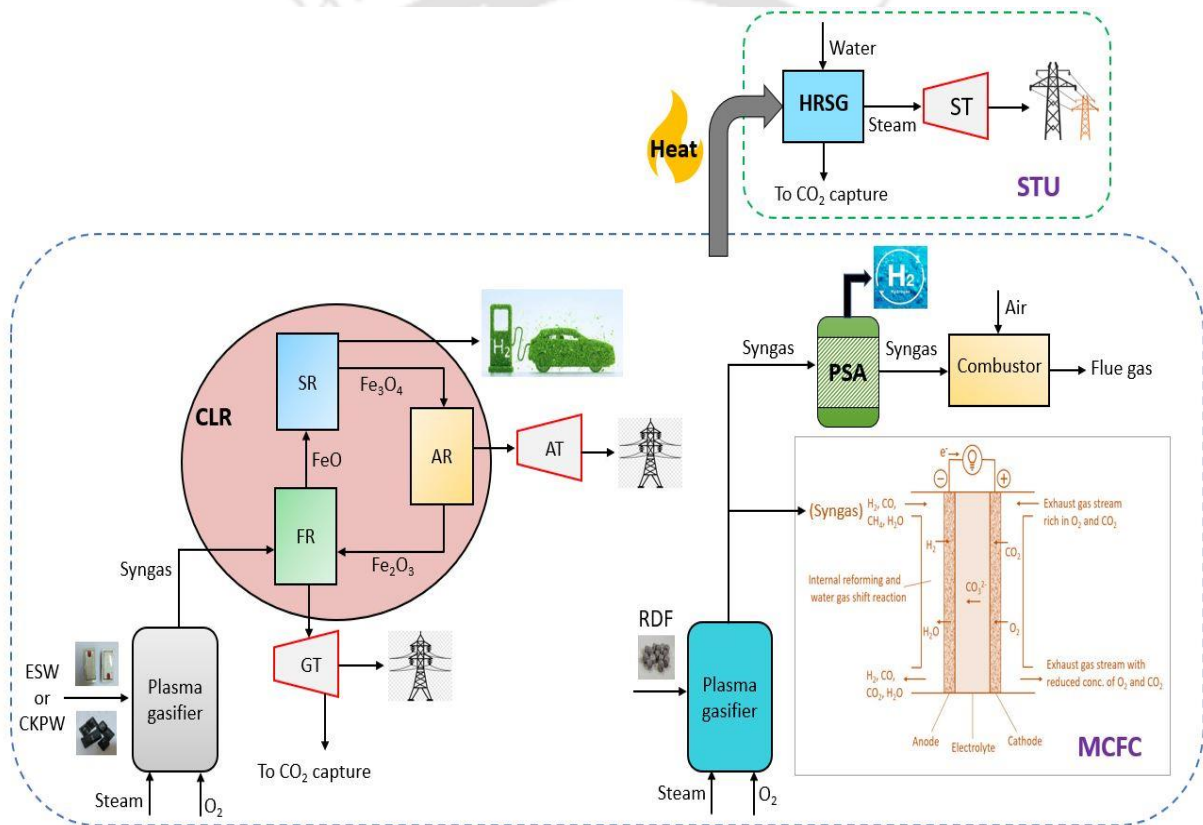 Water
HRSG
Steam
ST
Heat
To CO₂ capture
STU
H₂
Hydrogen
Air
H₂
Syngas
Syngas
PSA
Combustor
Flue gas
SR
Fe₃O₄
CLR
FeO
AR
AT
FR
Fe₂O₃
Syngas
e⁻
−
+
(Syngas)
H₂, CO,
CH₄, H₂O
Exhaust gas stream
rich in O₂ and CO₂
H₂
CO₂
Internal reforming and
water gas shift reaction
CO₃²⁻
H₂O
O₂
H₂, CO,
CO₂, H₂O
Exhaust gas stream with
reduced conc. of O₂ and CO₂
Anode
Electrolyte
Cathode
MCFC
ESW
or
CKPW
Plasma
gasifier
GT
To CO₂ capture
Steam
O₂
RDF
Plasma
gasifier
Steam
O₂